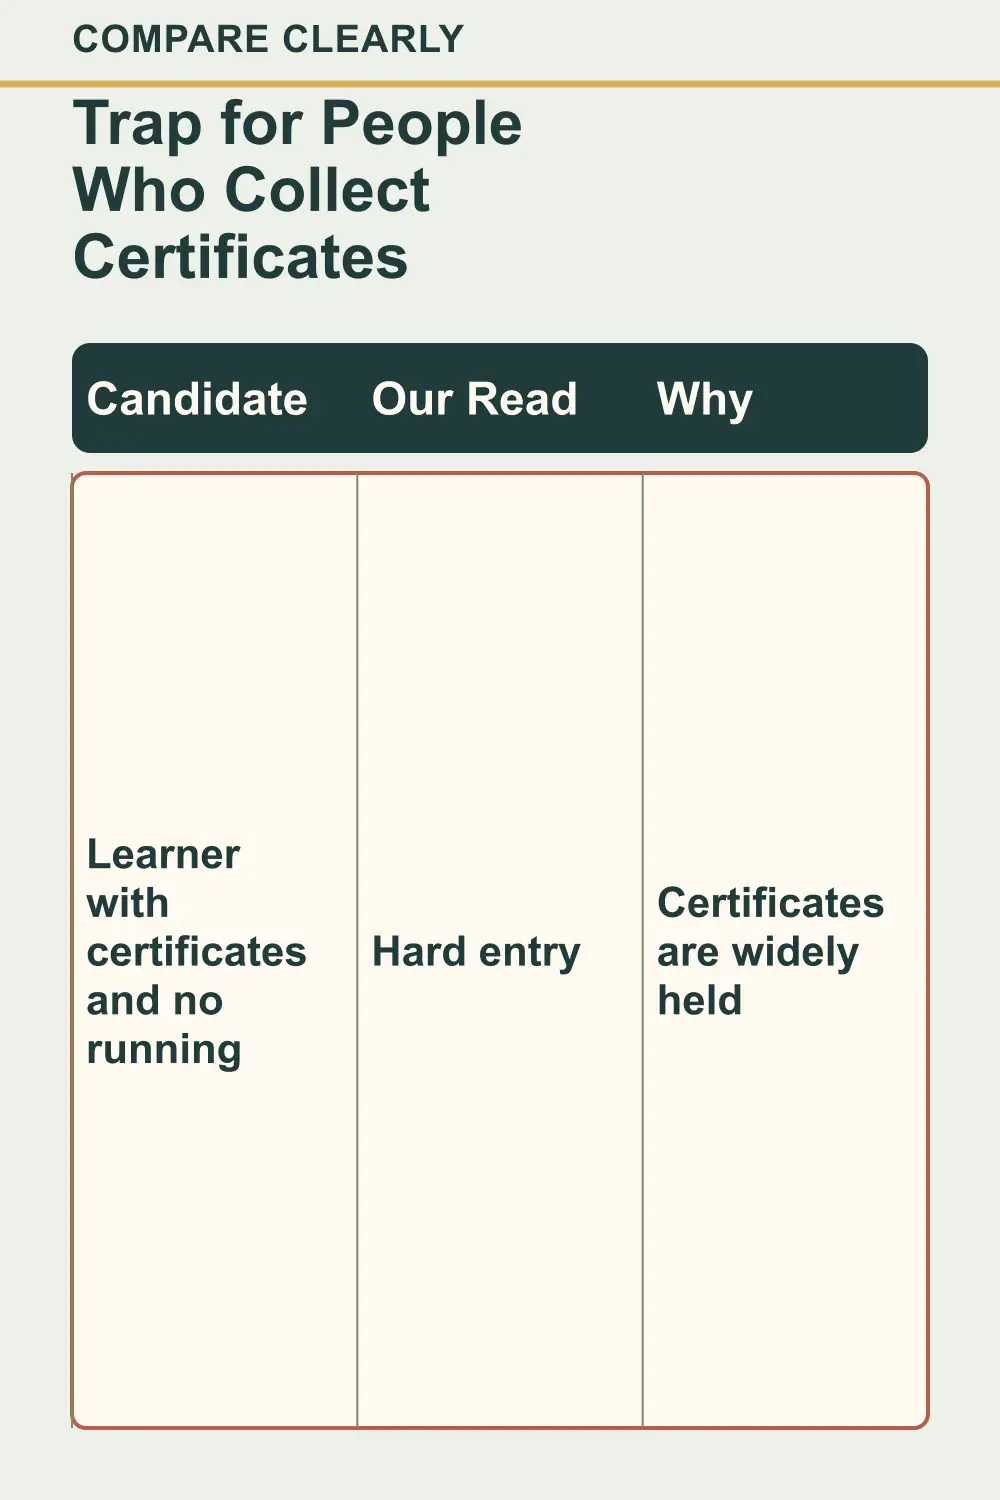 COMPARE CLEARLY
Trap for People
Who Collect
Certificates
Candidate Our Read Why
Learner
with
certificates
and no
running
Hard entry
Certificates
are widely
held